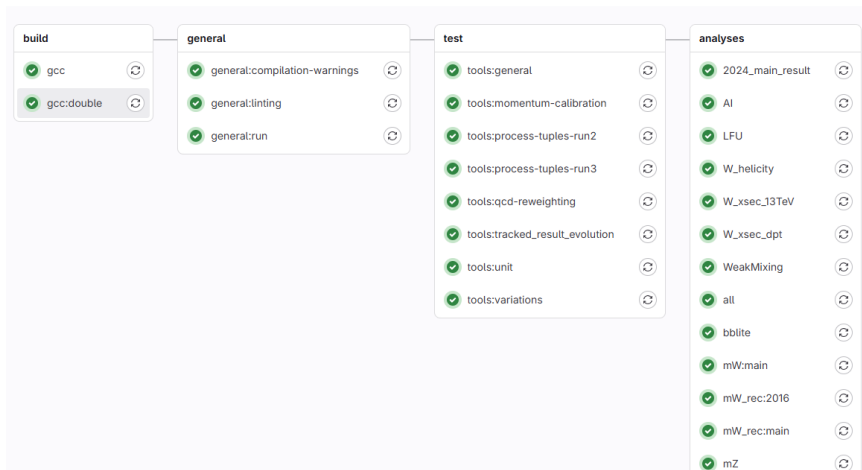 build
gcc
gcc:double
general
general:compilation-warnings
general:linting
general:run
test
tools:general
tools:momentum-calibration
tools:process-tuples-run2
tools:process-tuples-run3
tools:qcd-reweighting
tools:tracked_result_evolution
tools:unit
tools:variations
analyses
2024_main_result
AI
LFU
W_helicity
W_xsec_13TeV
W_xsec_dpt
WeakMixing
all
bblite
mW:main
mW_rec:2016
mW_rec:main
mZ